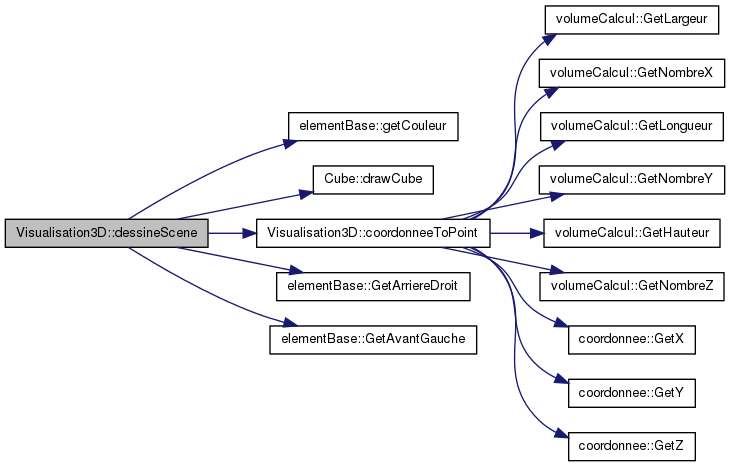 Visualisation3D::dessineScene
elementBase::getCouleur
Cube::drawCube
Visualisation3D::coordonneeToPoint
elementBase::GetArriereDroit
elementBase::GetAvantGauche
volumeCalcul::GetLargeur
volumeCalcul::GetNombreX
volumeCalcul::GetLongueur
volumeCalcul::GetNombreY
volumeCalcul::GetHauteur
volumeCalcul::GetNombreZ
coordonnee::GetX
coordonnee::GetY
coordonnee::GetZ